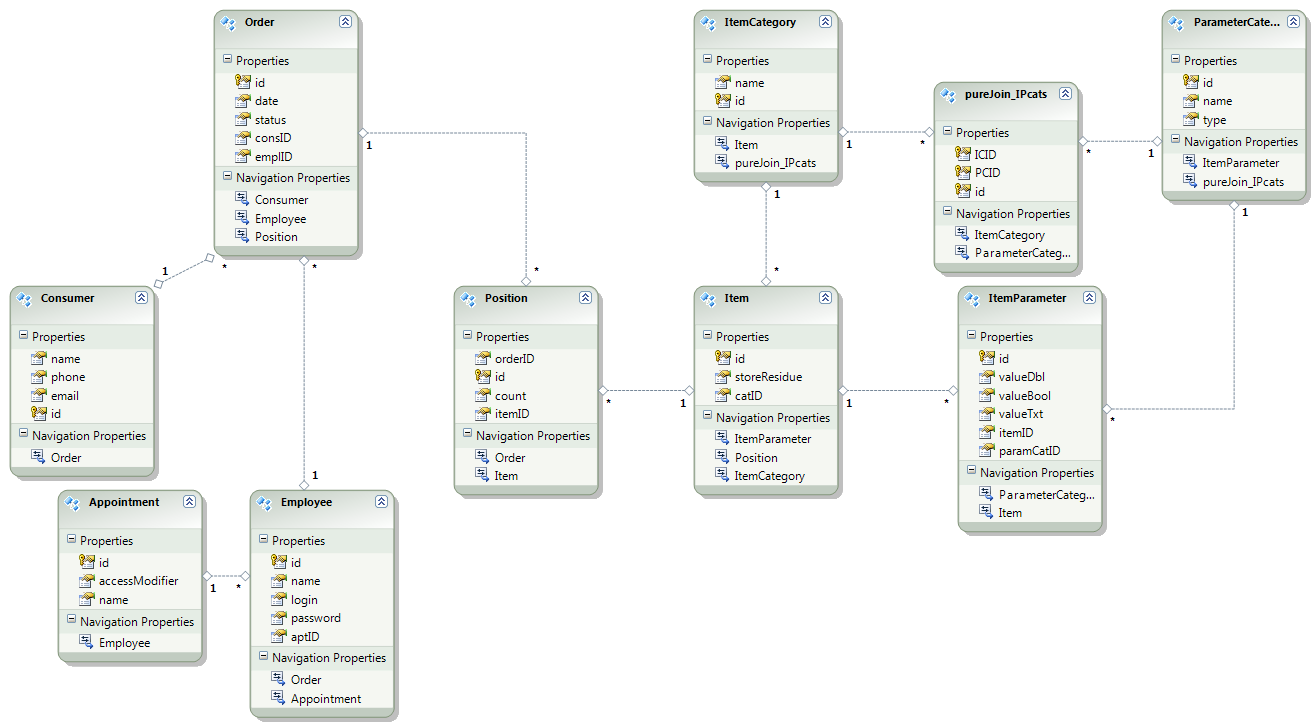 Order
Properties
id
date
status
consID
emplID
Navigation Properties
Consumer
Employee
Position
1
*
*
1
*
Consumer
Properties
name
phone
email
id
Navigation Properties
Order
Appointment
Properties
id
accessModifier
name
Navigation Properties
Employee
1
*
1
Employee
Properties
id
name
login
password
aptID
Navigation Properties
Order
Appointment
*
Position
Properties
orderID
id
count
itemID
Navigation Properties
Order
Item
*
1
ItemCategory
Properties
name
id
Navigation Properties
Item
pureJoin_IPcats
1
*
1
*
Item
Properties
id
storeResidue
catID
Navigation Properties
ItemParameter
Position
ItemCategory
1
*
pureJoin_IPcats
Properties
ICID
PCID
id
Navigation Properties
ItemCategory
ParameterCateg...
*
1
ItemParameter
Properties
id
valueDbl
valueBool
valueTxt
itemID
paramCatID
Navigation Properties
ParameterCateg...
Item
*
1
ParameterCate...
Properties
id
name
type
Navigation Properties
ItemParameter
pureJoin_IPcats